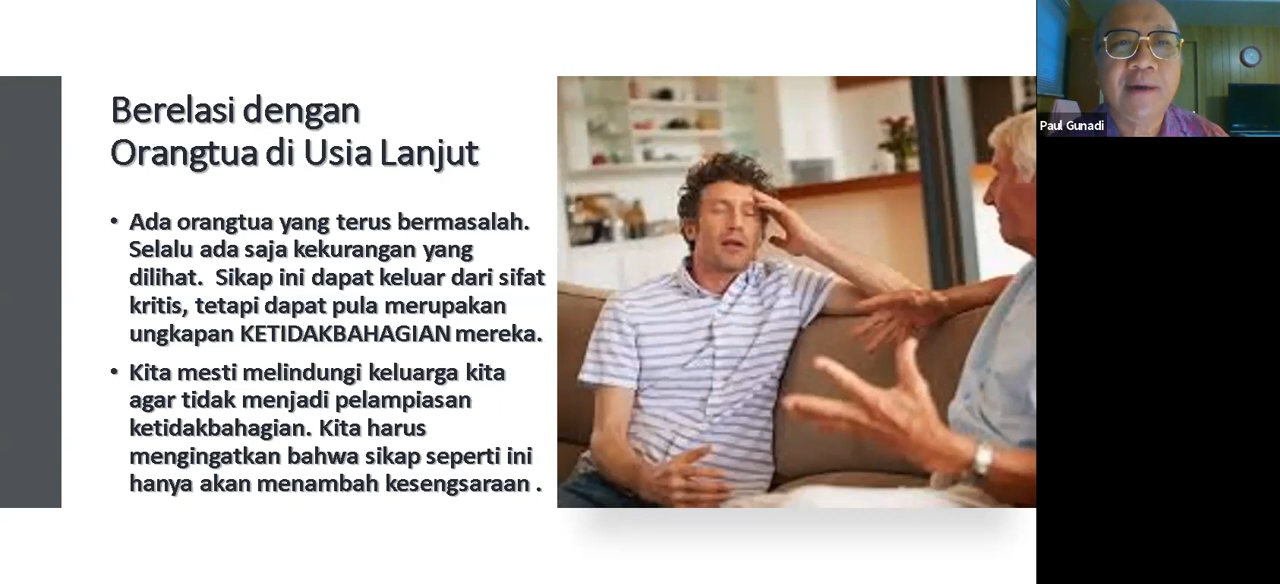 Berelasi dengan
Orangtua di Usia Lanjut
• Ada orangtua yang terus bermasalah.
Selalu ada saja kekurangan yang
dilihat.  Sikap ini dapat keluar dari sifat
kritis, tetapi dapat pula merupakan
ungkapan KETIDAKBAHAGIAN mereka.
• Kita mesti melindungi keluarga kita
agar tidak menjadi pelampiasan
ketidakbahagian. Kita harus
mengingatkan bahwa sikap seperti ini
hanya akan menambah kesengsaraan .
Paul Gunadi